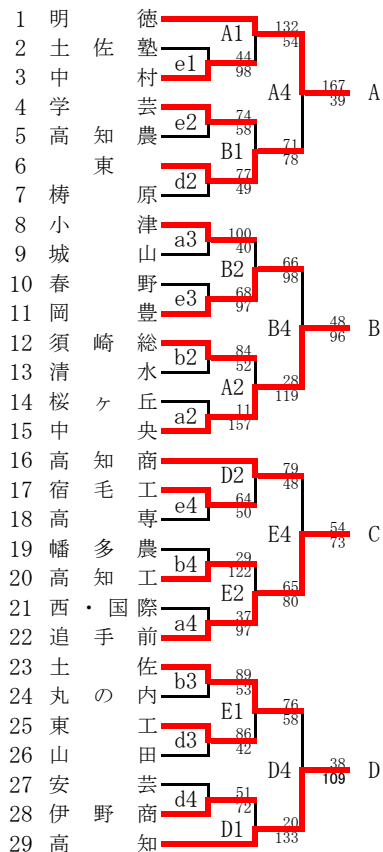 1 明 徳
2 土 佐 塾
3 中 村
4 学 芸
5 高 知 農
6 東
7 梼 原
8 小 津
9 城 山
10 春 野
11 岡 豊
12 須 崎 総
13 清 水
14 桜 ヶ 丘
15 中 央
16 高 知 商
17 宿 毛 工
18 高 専
19 幡 多 農
20 高 知 工
21 西 ・ 国 際
22 追 手 前
23 土 佐
24 丸 の 内
25 東 工
26 山 田
27 安 芸
28 伊 野 商
29 高 知
e1
44
98
e2
74
58
d2
77
49
a3
100
40
e3
68
97
b2
84
52
a2
11
157
e4
64
50
b4
29
122
a4
37
97
b3
89
53
d3
86
42
d4
51
72
A1
132
54
B1
71
78
B2
66
98
A2
28
119
D2
79
48
E2
65
80
E1
76
58
D1
20
133
A4
167
39
B4
48
96
E4
54
73
D4
38
109
A
B
C
D